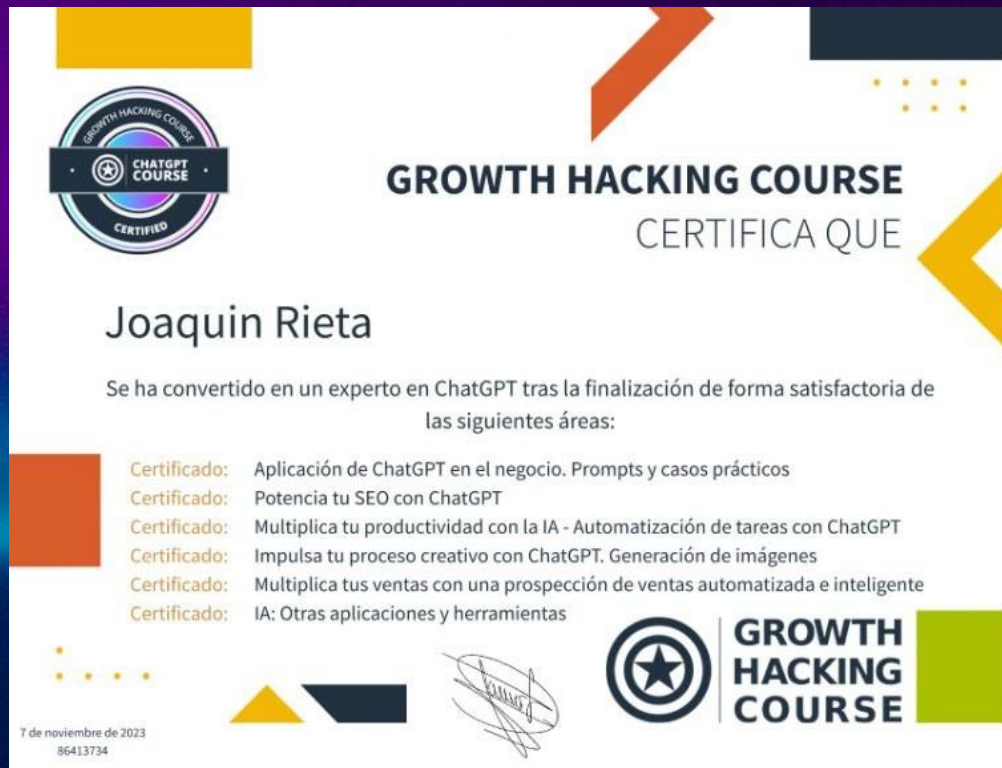 GROWTH HACKING COURSE
CHATGPT
COURSE
CERTIFIED
GROWTH HACKING COURSE
CERTIFICA QUE
Joaquin Rieta
Se ha convertido en un experto en ChatGPT tras la finalización de forma satisfactoria de
las siguientes áreas:
Certificado: Aplicación de ChatGPT en el negocio. Prompts y casos prácticos
Certificado: Potencia tu SEO con ChatGPT
Certificado: Multiplica tu productividad con la IA - Automatización de tareas con ChatGPT
Certificado: Impulsa tu proceso creativo con ChatGPT. Generación de imágenes
Certificado: Multiplica tus ventas con una prospección de ventas automatizada e inteligente
Certificado: IA: Otras aplicaciones y herramientas
GROWTH
HACKING
COURSE
7 de noviembre de 2023
86413734